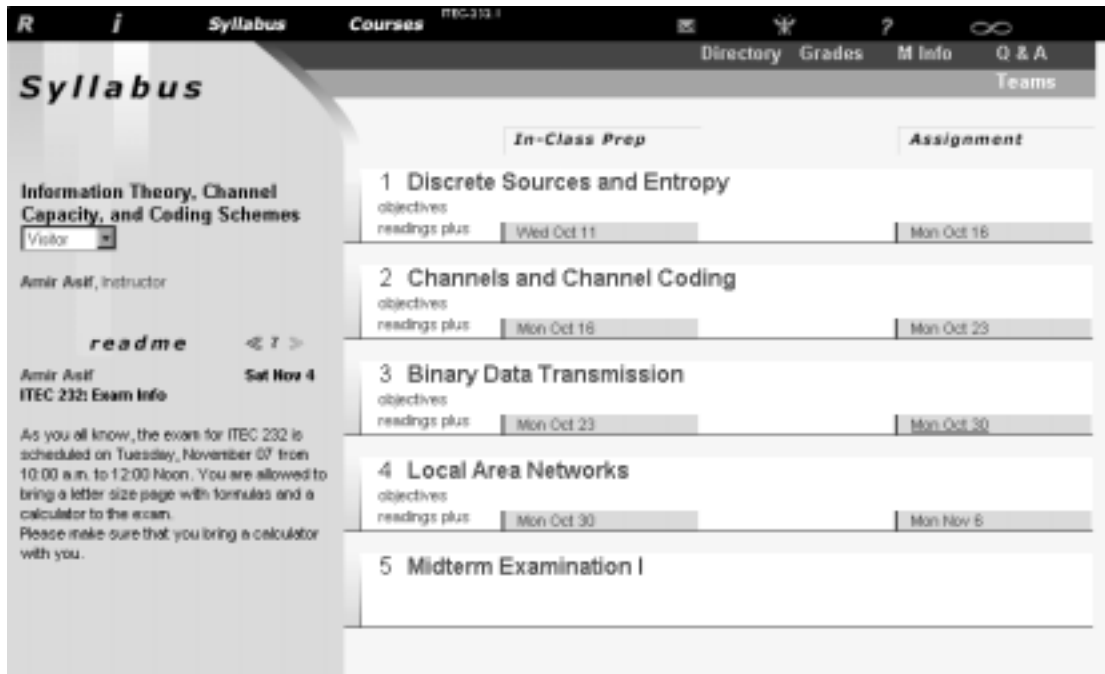 R i Syllabus Courses ITEC-232.1 ?
Directory Grades M Info Q & A
Teams
Syllabus
In-Class Prep Assignment
Information Theory, Channel
Capacity, and Coding Schemes
Visitor
Amir Asif, Instructor
readme
Amir Asif Sat Nov 4
ITEC 232: Exam Info
As you all know, the exam for ITEC 232 is
scheduled on Tuesday, November 07 from
10:00 a.m. to 12:00 Noon. You are allowed to
bring a letter size page with formulas and a
calculator to the exam.
Please make sure that you bring a calculator
with you.
1 Discrete Sources and Entropy
objectives
readings plus Wed Oct 11 Mon Oct 16
2 Channels and Channel Coding
objectives
readings plus Mon Oct 16 Mon Oct 23
3 Binary Data Transmission
objectives
readings plus Mon Oct 23 Mon Oct 30
4 Local Area Networks
objectives
readings plus Mon Oct 30 Mon Nov 6
5 Midterm Examination I